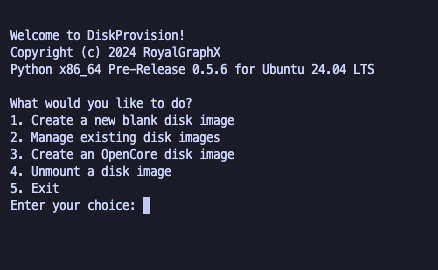 Welcome to DiskProvision!
Copyright (c) 2024 RoyalGraphX
Python x86_64 Pre-Release 0.5.6 for Ubuntu 24.04 LTS
What would you like to do?
1. Create a new blank disk image
2. Manage existing disk images
3. Create an OpenCore disk image
4. Unmount a disk image
5. Exit
Enter your choice: